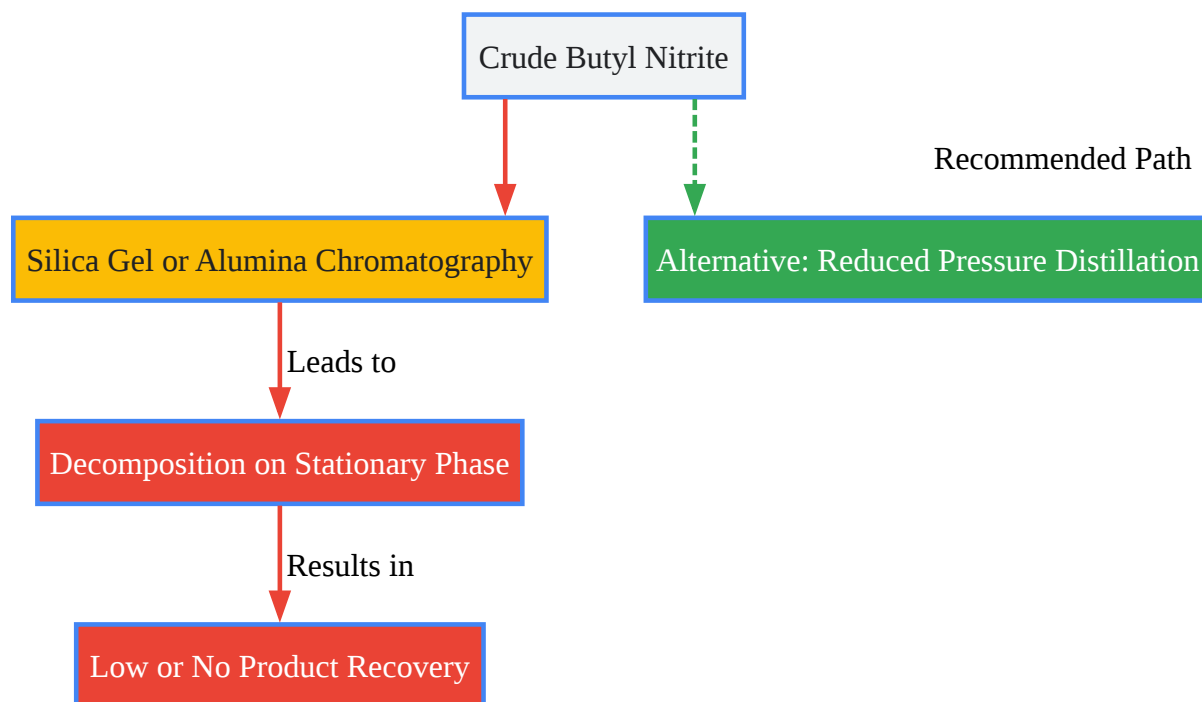 Crude Butyl Nitrite
Recommended Path
Silica Gel or Alumina Chromatography
Alternative: Reduced Pressure Distillation
Leads to
Decomposition on Stationary Phase
Results in
Low or No Product Recovery